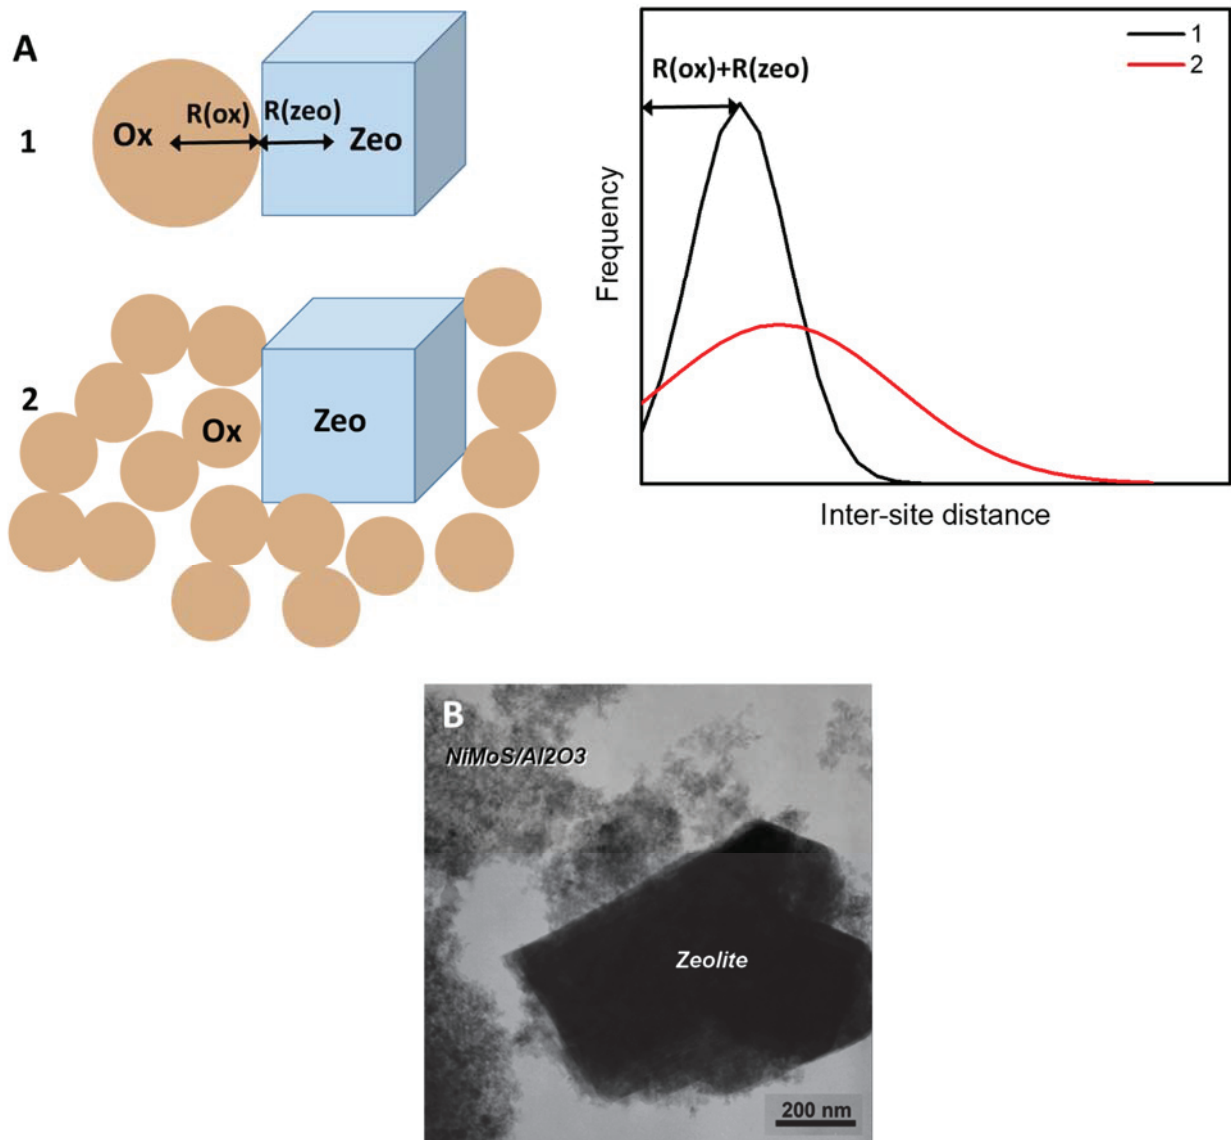 A
1
Ox
R(ox)
R(zeo)
Zeo
2
Ox
Zeo
R(ox)+R(zeo)
1
2
Frequency
Inter-site distance
B
NiMoS/Al2O3
Zeolite
200 nm